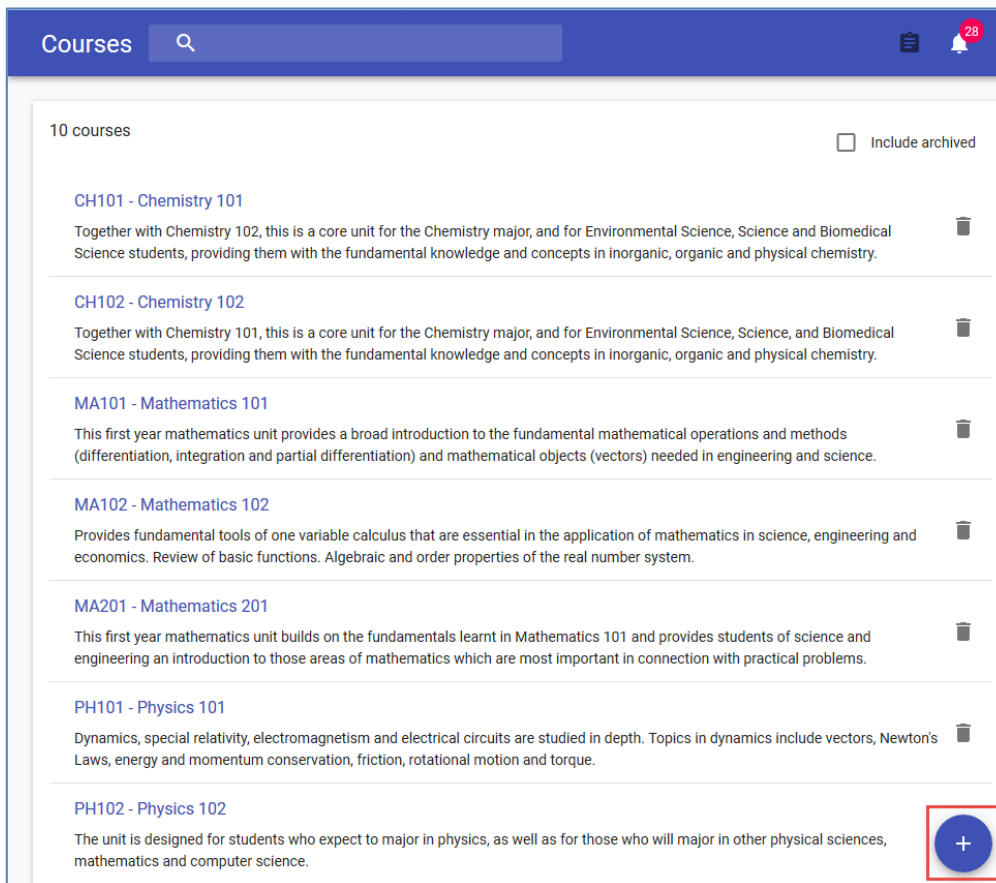 Courses
28
10 courses
Include archived
CH101 - Chemistry 101
Together with Chemistry 102, this is a core unit for the Chemistry major, and for Environmental Science, Science and Biomedical
Science students, providing them with the fundamental knowledge and concepts in inorganic, organic and physical chemistry.
CH102 - Chemistry 102
Together with Chemistry 101, this is a core unit for the Chemistry major, and for Environmental Science, Science, and Biomedical
Science students, providing them with the fundamental knowledge and concepts in inorganic, organic and physical chemistry.
MA101 - Mathematics 101
This first year mathematics unit provides a broad introduction to the fundamental mathematical operations and methods
(differentiation, integration and partial differentiation) and mathematical objects (vectors) needed in engineering and science.
MA102 - Mathematics 102
Provides fundamental tools of one variable calculus that are essential in the application of mathematics in science, engineering and
economics. Review of basic functions. Algebraic and order properties of the real number system.
MA201 - Mathematics 201
This first year mathematics unit builds on the fundamentals learnt in Mathematics 101 and provides students of science and
engineering an introduction to those areas of mathematics which are most important in connection with practical problems.
PH101 - Physics 101
Dynamics, special relativity, electromagnetism and electrical circuits are studied in depth. Topics in dynamics include vectors, Newton's
Laws, energy and momentum conservation, friction, rotational motion and torque.
PH102 - Physics 102
The unit is designed for students who expect to major in physics, as well as for those who will major in other physical sciences,
mathematics and computer science.
+